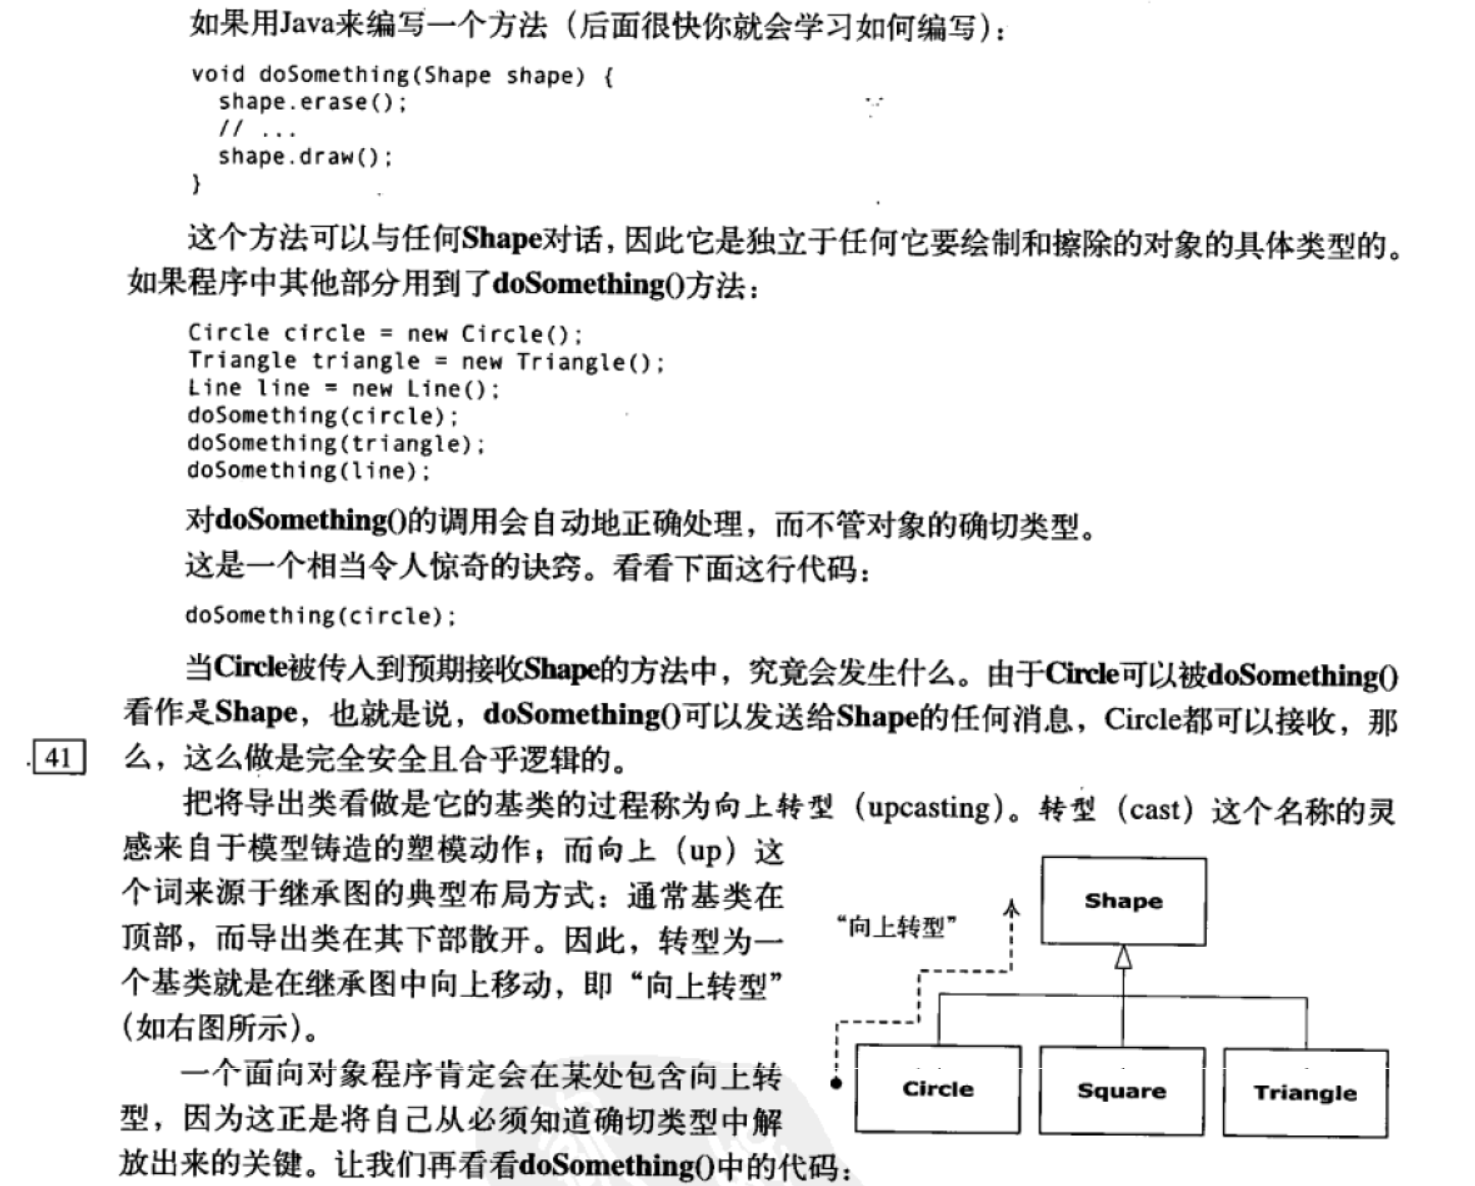 如果用Java来编写一个方法（后面很快你就会学习如何编写）：
void doSomething(Shape shape) {
  shape.erase();
  // ...
  shape.draw();
}
这个方法可以与任何Shape对话，因此它是独立于任何它要绘制和擦除的对象的具体类型的。
如果程序中其他部分用到了doSomething()方法：
Circle circle = new Circle();
Triangle triangle = new Triangle();
Line line = new Line();
doSomething(circle);
doSomething(triangle);
doSomething(line);
对doSomething()的调用会自动地正确处理，而不管对象的确切类型。
这是一个相当令人惊奇的诀窍。看看下面这行代码：
doSomething(circle);
当Circle被传入到预期接收Shape的方法中，究竟会发生什么。由于Circle可以被doSomething()
看作是Shape，也就是说，doSomething()可以发送给Shape的任何消息，Circle都可以接收，那
41
么，这么做是完全安全且合乎逻辑的。
把将导出类看做是它的基类的过程称为向上转型（upcasting）。转型（cast）这个名称的灵
感来自于模型铸造的塑模动作；而向上（up）这
个词来源于继承图的典型布局方式：通常基类在
顶部，而导出类在其下部散开。因此，转型为一
个基类就是在继承图中向上移动，即“向上转型”
（如右图所示）。
一个面向对象程序肯定会在某处包含向上转
型，因为这正是将自己从必须知道确切类型中解
放出来的关键。让我们再看看doSomething()中的代码：
Shape
“向上转型”
Circle
Square
Triangle